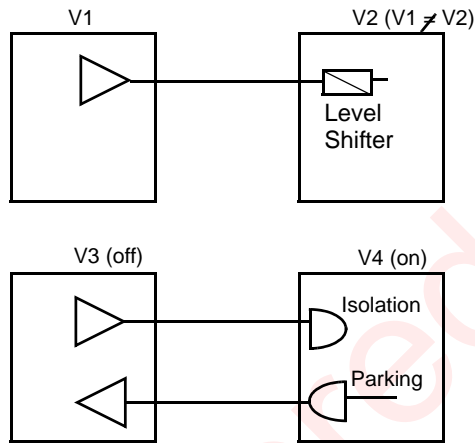 V1
V2 (V1 ≠ V2)
Level
Shifter
V3 (off)
V4 (on)
Isolation
Parking